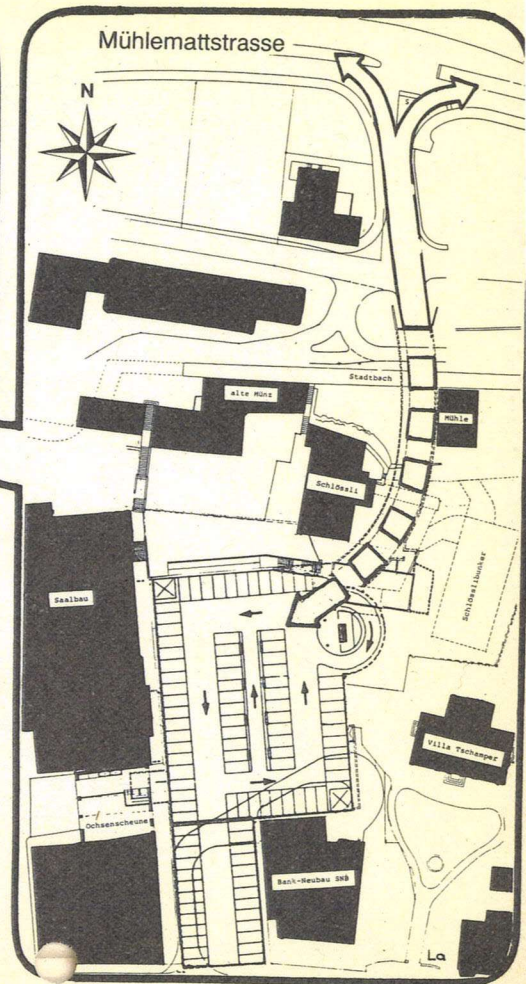 Mühlemattstrasse
N
Stadtbach
alte Münz
Mühle
Schlössli
Saalbau
Schlösslibunker
Villa Tschamper
Ochsenscheune
Bank-Neubau SNB
La